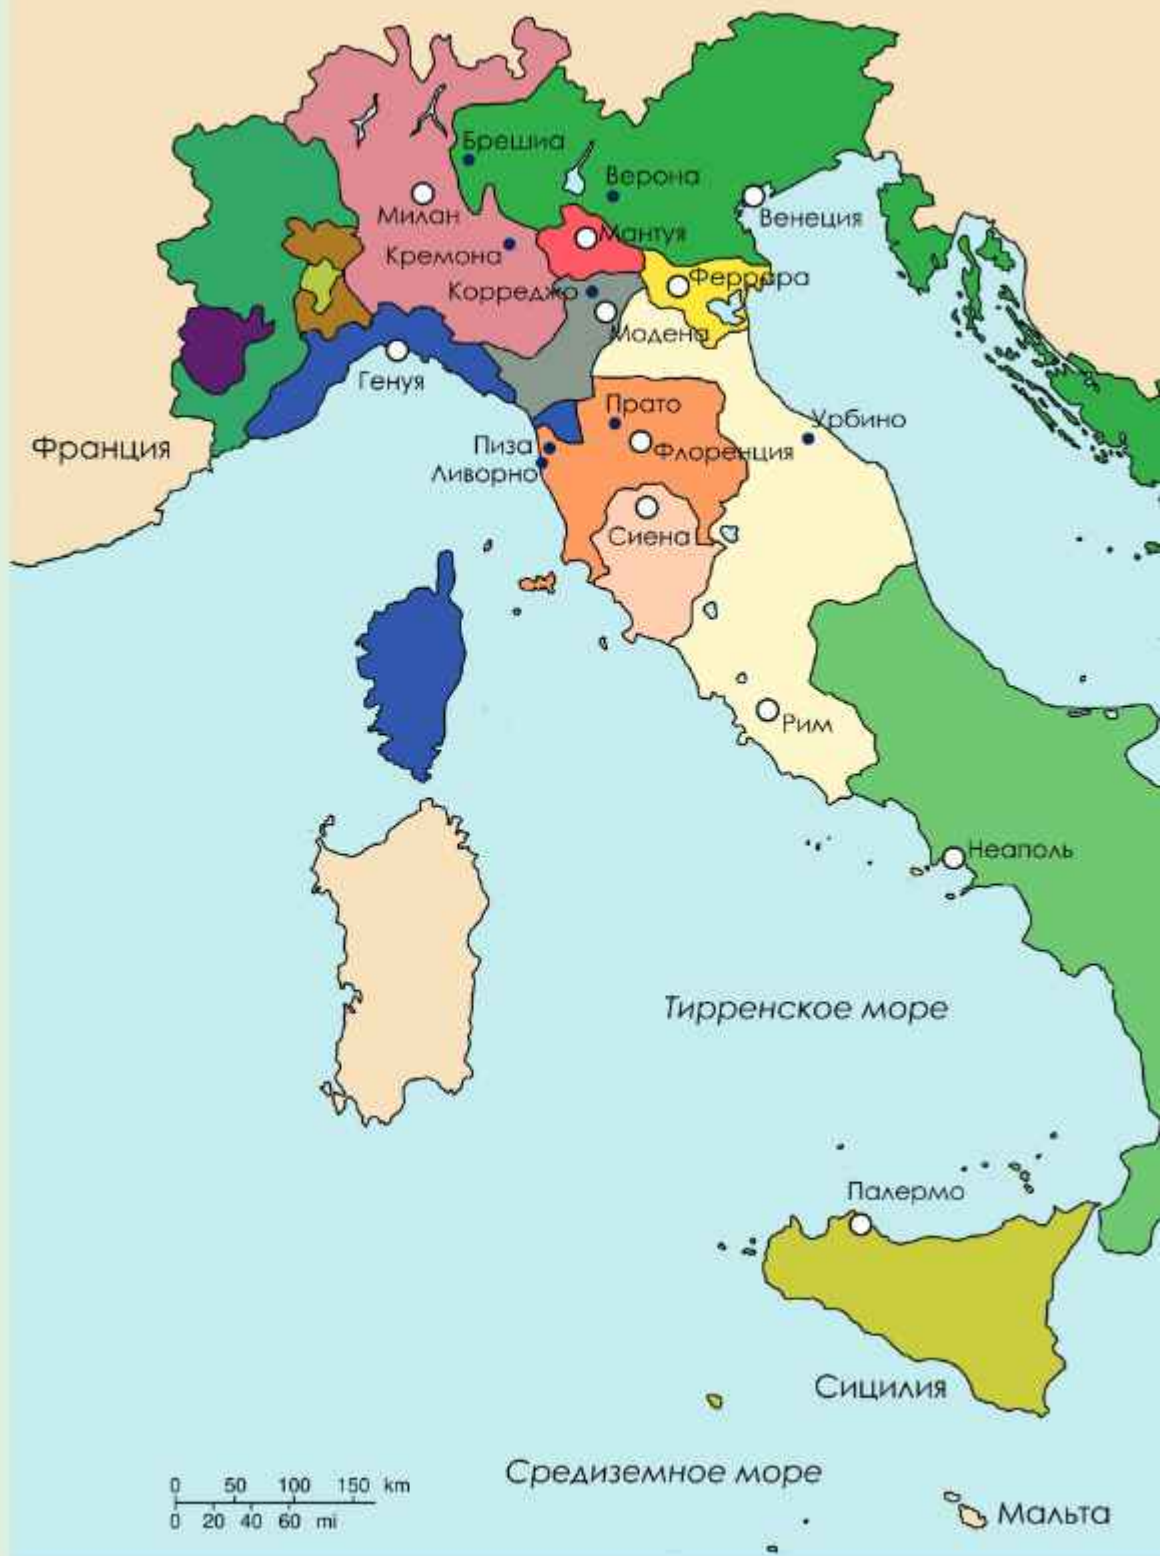 Брешиа
Верона
Милан
Венеция
Мантуя
Кремона
Феррара
Корреджо
Модена
Генуя
Прато
Урбино
Франция
Пиза
Флоренция
Ливорно
Сиена
Рим
Неаполь
Тирренское море
Палермо
Сицилия
Средиземное море
0 50 100 150 km
0 20 40 60 mi
Мальта